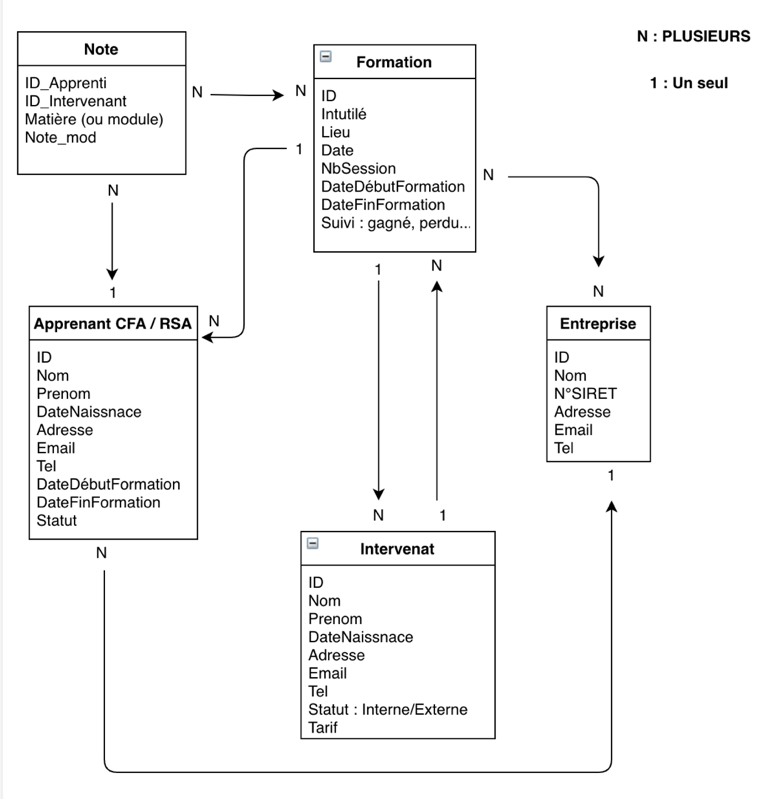 N : PLUSIEURS
1 : Un seul
Note
ID_Apprenti
ID_Intervenant
Matière (ou module)
Note_mod
N
N
Formation
ID
Intutilé
Lieu
Date
NbSession
DateDébutFormation
DateFinFormation
Suivi : gagné, perdu...
1
N
N
1
N
1
N
N
Apprenant CFA / RSA
ID
Nom
Prenom
DateNaissnace
Adresse
Email
Tel
DateDébutFormation
DateFinFormation
Statut
N
Entreprise
ID
Nom
N°SIRET
Adresse
Email
Tel
1
N
1
Intervenat
ID
Nom
Prenom
DateNaissnace
Adresse
Email
Tel
Statut : Interne/Externe
Tarif